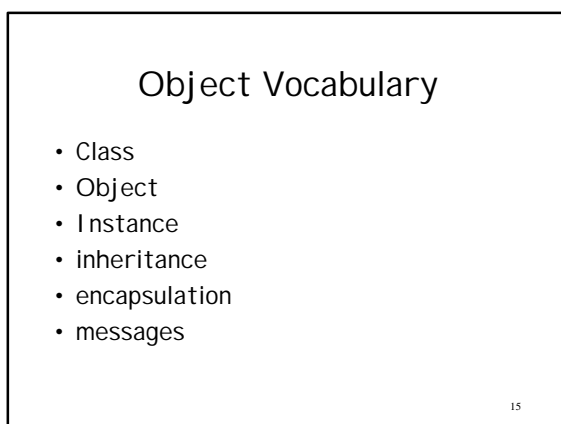 Object Vocabulary
• Class
• Object
• Instance
• inheritance
• encapsulation
• messages
15